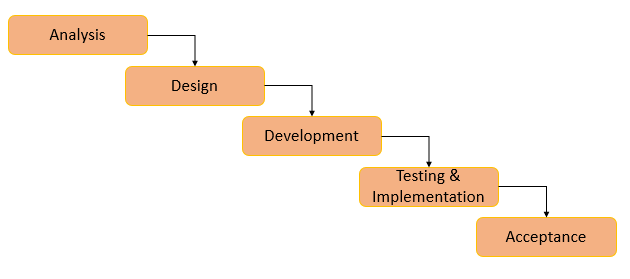 Analysis
Design
Development
Testing &
Implementation
Acceptance